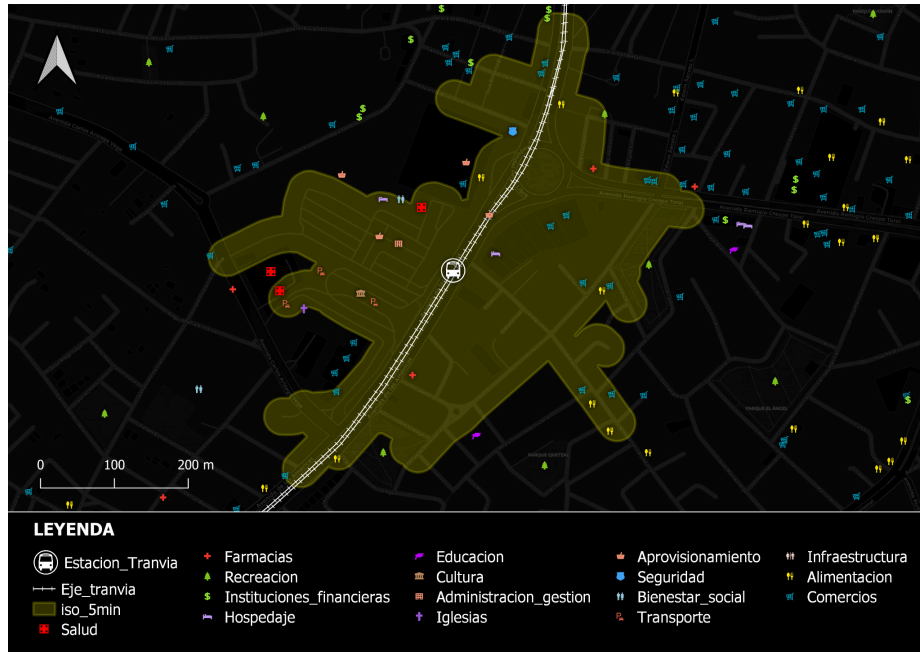 0 100 200 m
LEYENDA
Estacion_Tranvia
Eje_tranvia
iso_5min
Salud
Farmacias
Recreacion
Instituciones_financieras
Hospedaje
Educacion
Cultura
Administracion_gestion
Iglesias
Aprovisionamiento
Seguridad
Bienestar_social
Transporte
Infraestructura
Alimentacion
Comercios